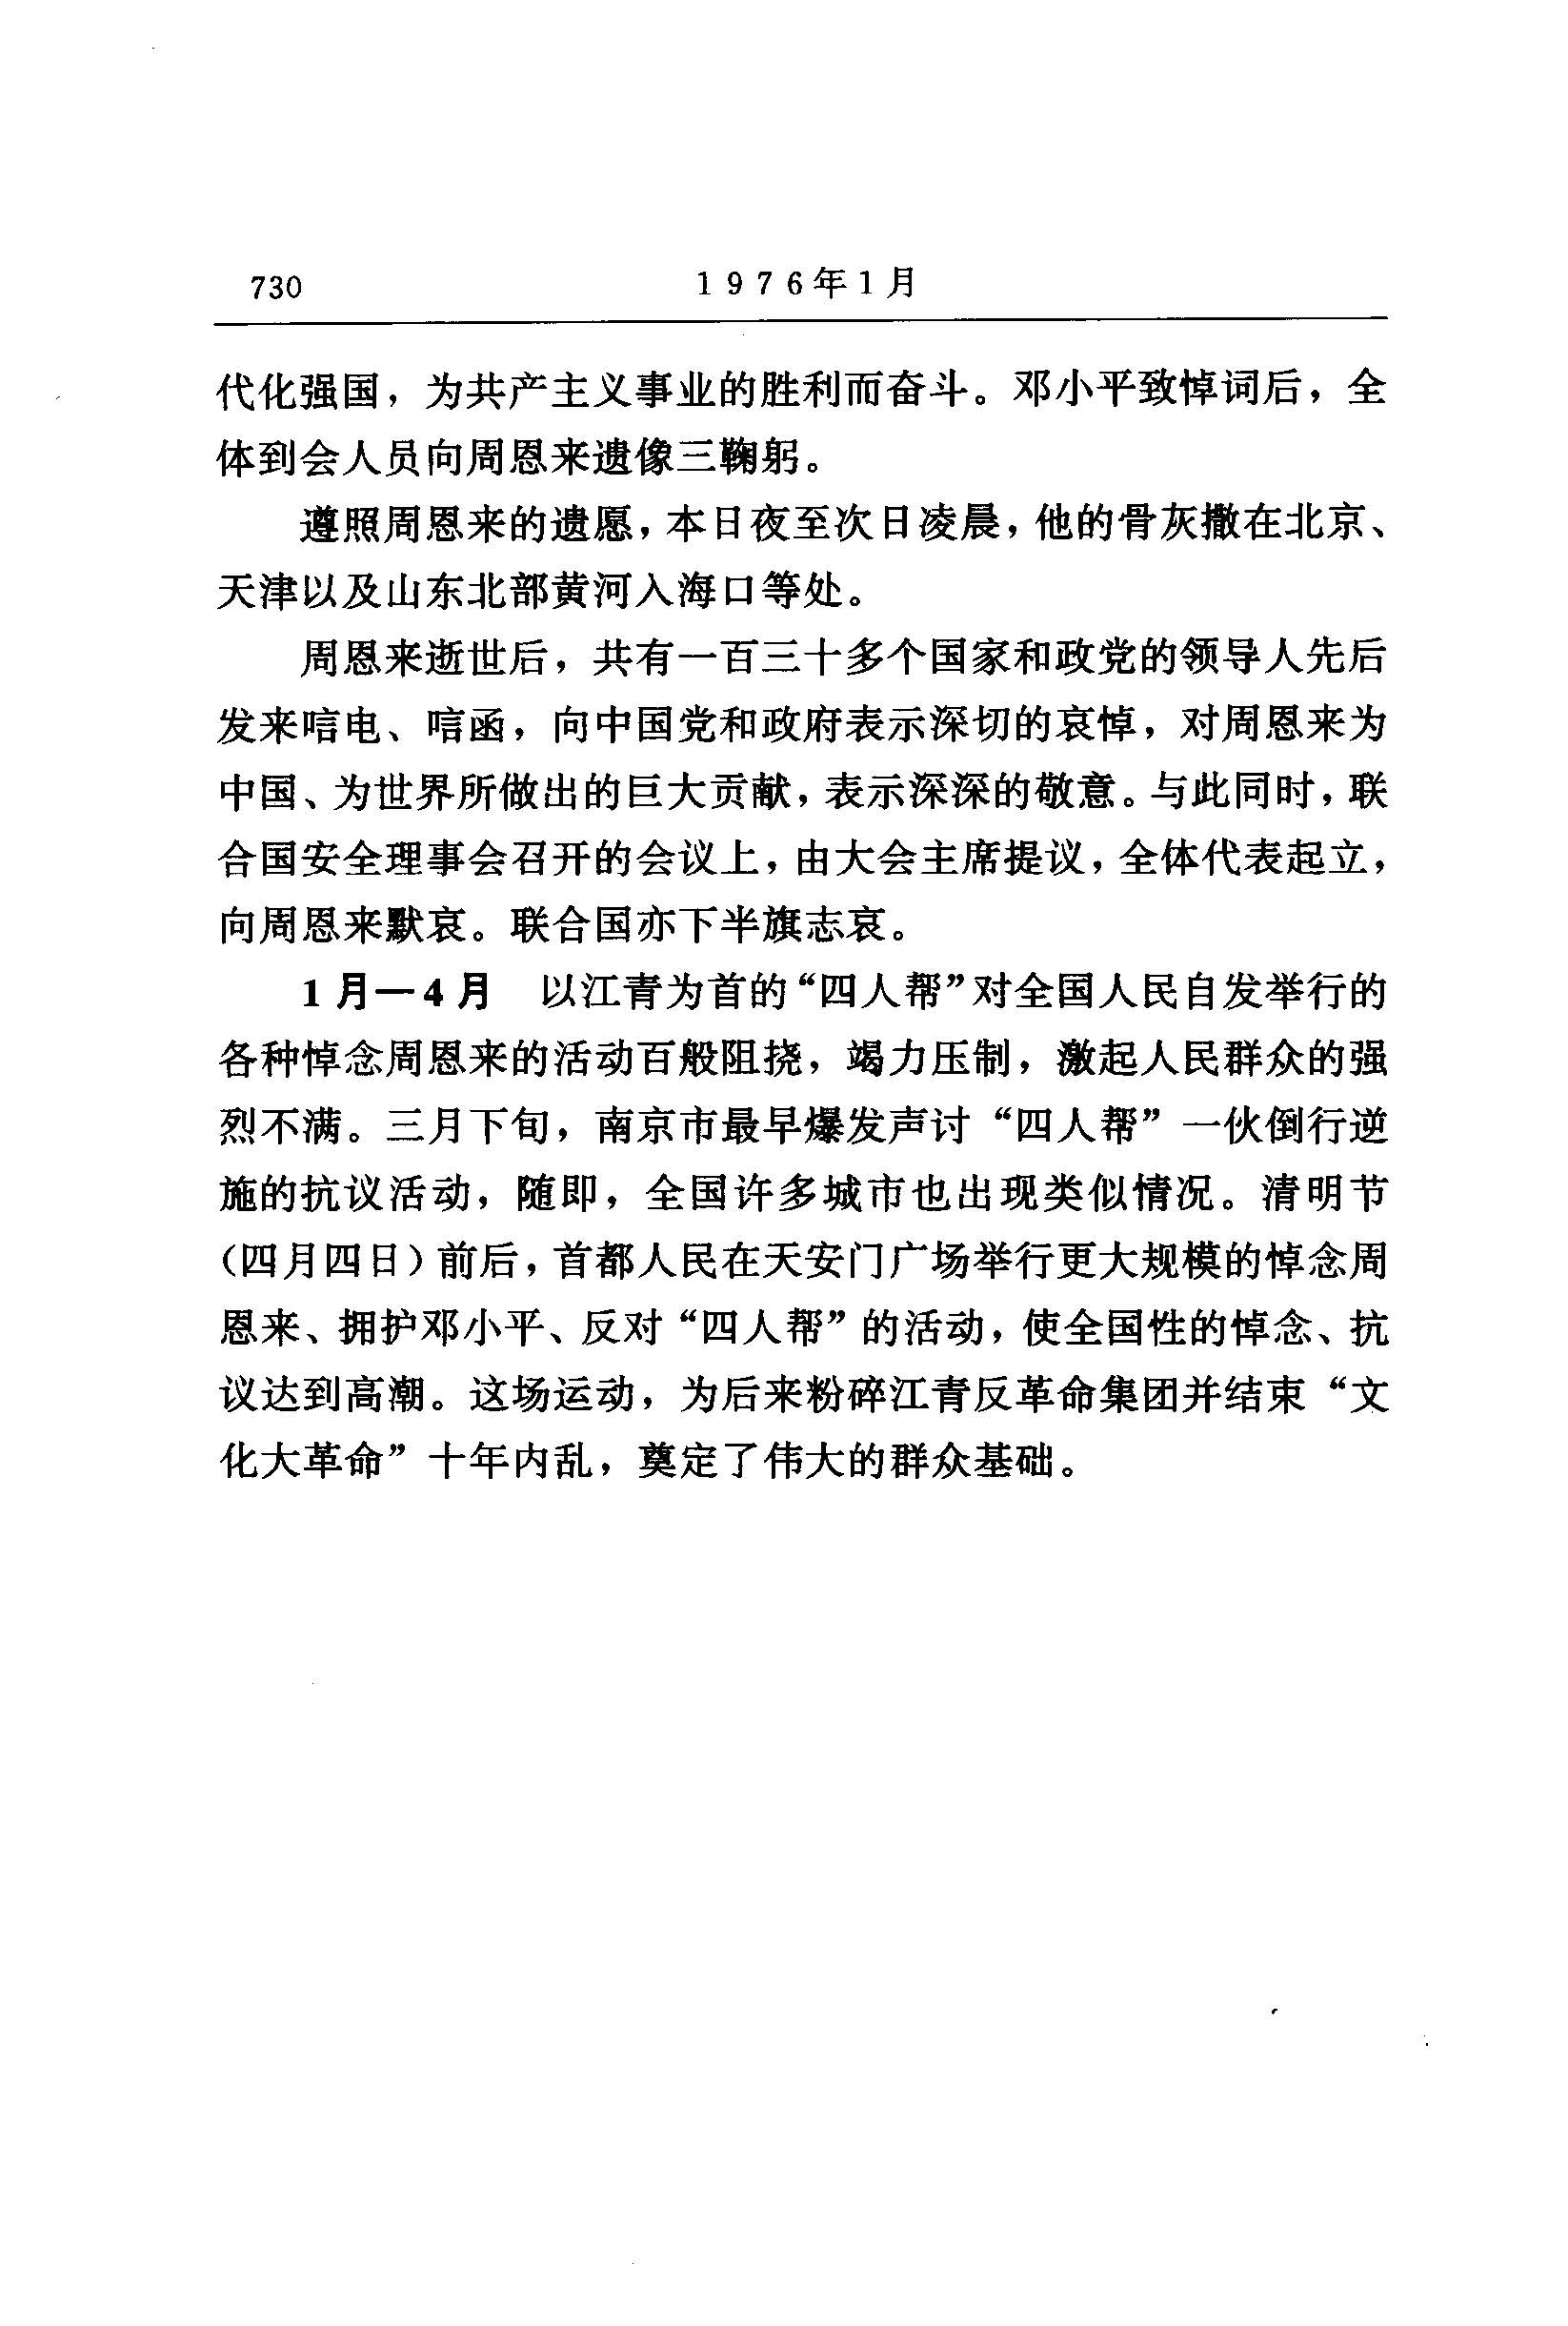 730 1976年1月
代化强国，为共产主义事业的胜利而奋斗。邓小平致悼词后，全
体到会人员向周恩来遗像三鞠躬。
遵照周恩来的遗愿，本日夜至次日凌晨，他的骨灰撒在北京、
天津以及山东北部黄河入海口等处。
周恩来逝世后，共有一百三十多个国家和政党的领导人先后
发来唁电、唁函，向中国党和政府表示深切的哀悼，对周恩来为
中国、为世界所做出的巨大贡献，表示深深的敬意。与此同时，联
合国安全理事会召开的会议上，由大会主席提议，全体代表起立，
向周恩来默哀。联合国亦下半旗志哀。
1月—4月 以江青为首的“四人帮”对全国人民自发举行的
各种悼念周恩来的活动百般阻挠，竭力压制，激起人民群众的强
烈不满。三月下旬，南京市最早爆发声讨“四人帮”一伙倒行逆
施的抗议活动，随即，全国许多城市也出现类似情况。清明节
(四月四日)前后，首都人民在天安门广场举行更大规模的悼念周
恩来、拥护邓小平、反对“四人帮”的活动，使全国性的悼念、抗
议达到高潮。这场运动，为后来粉碎江青反革命集团并结束“文
化大革命”十年内乱，奠定了伟大的群众基础。